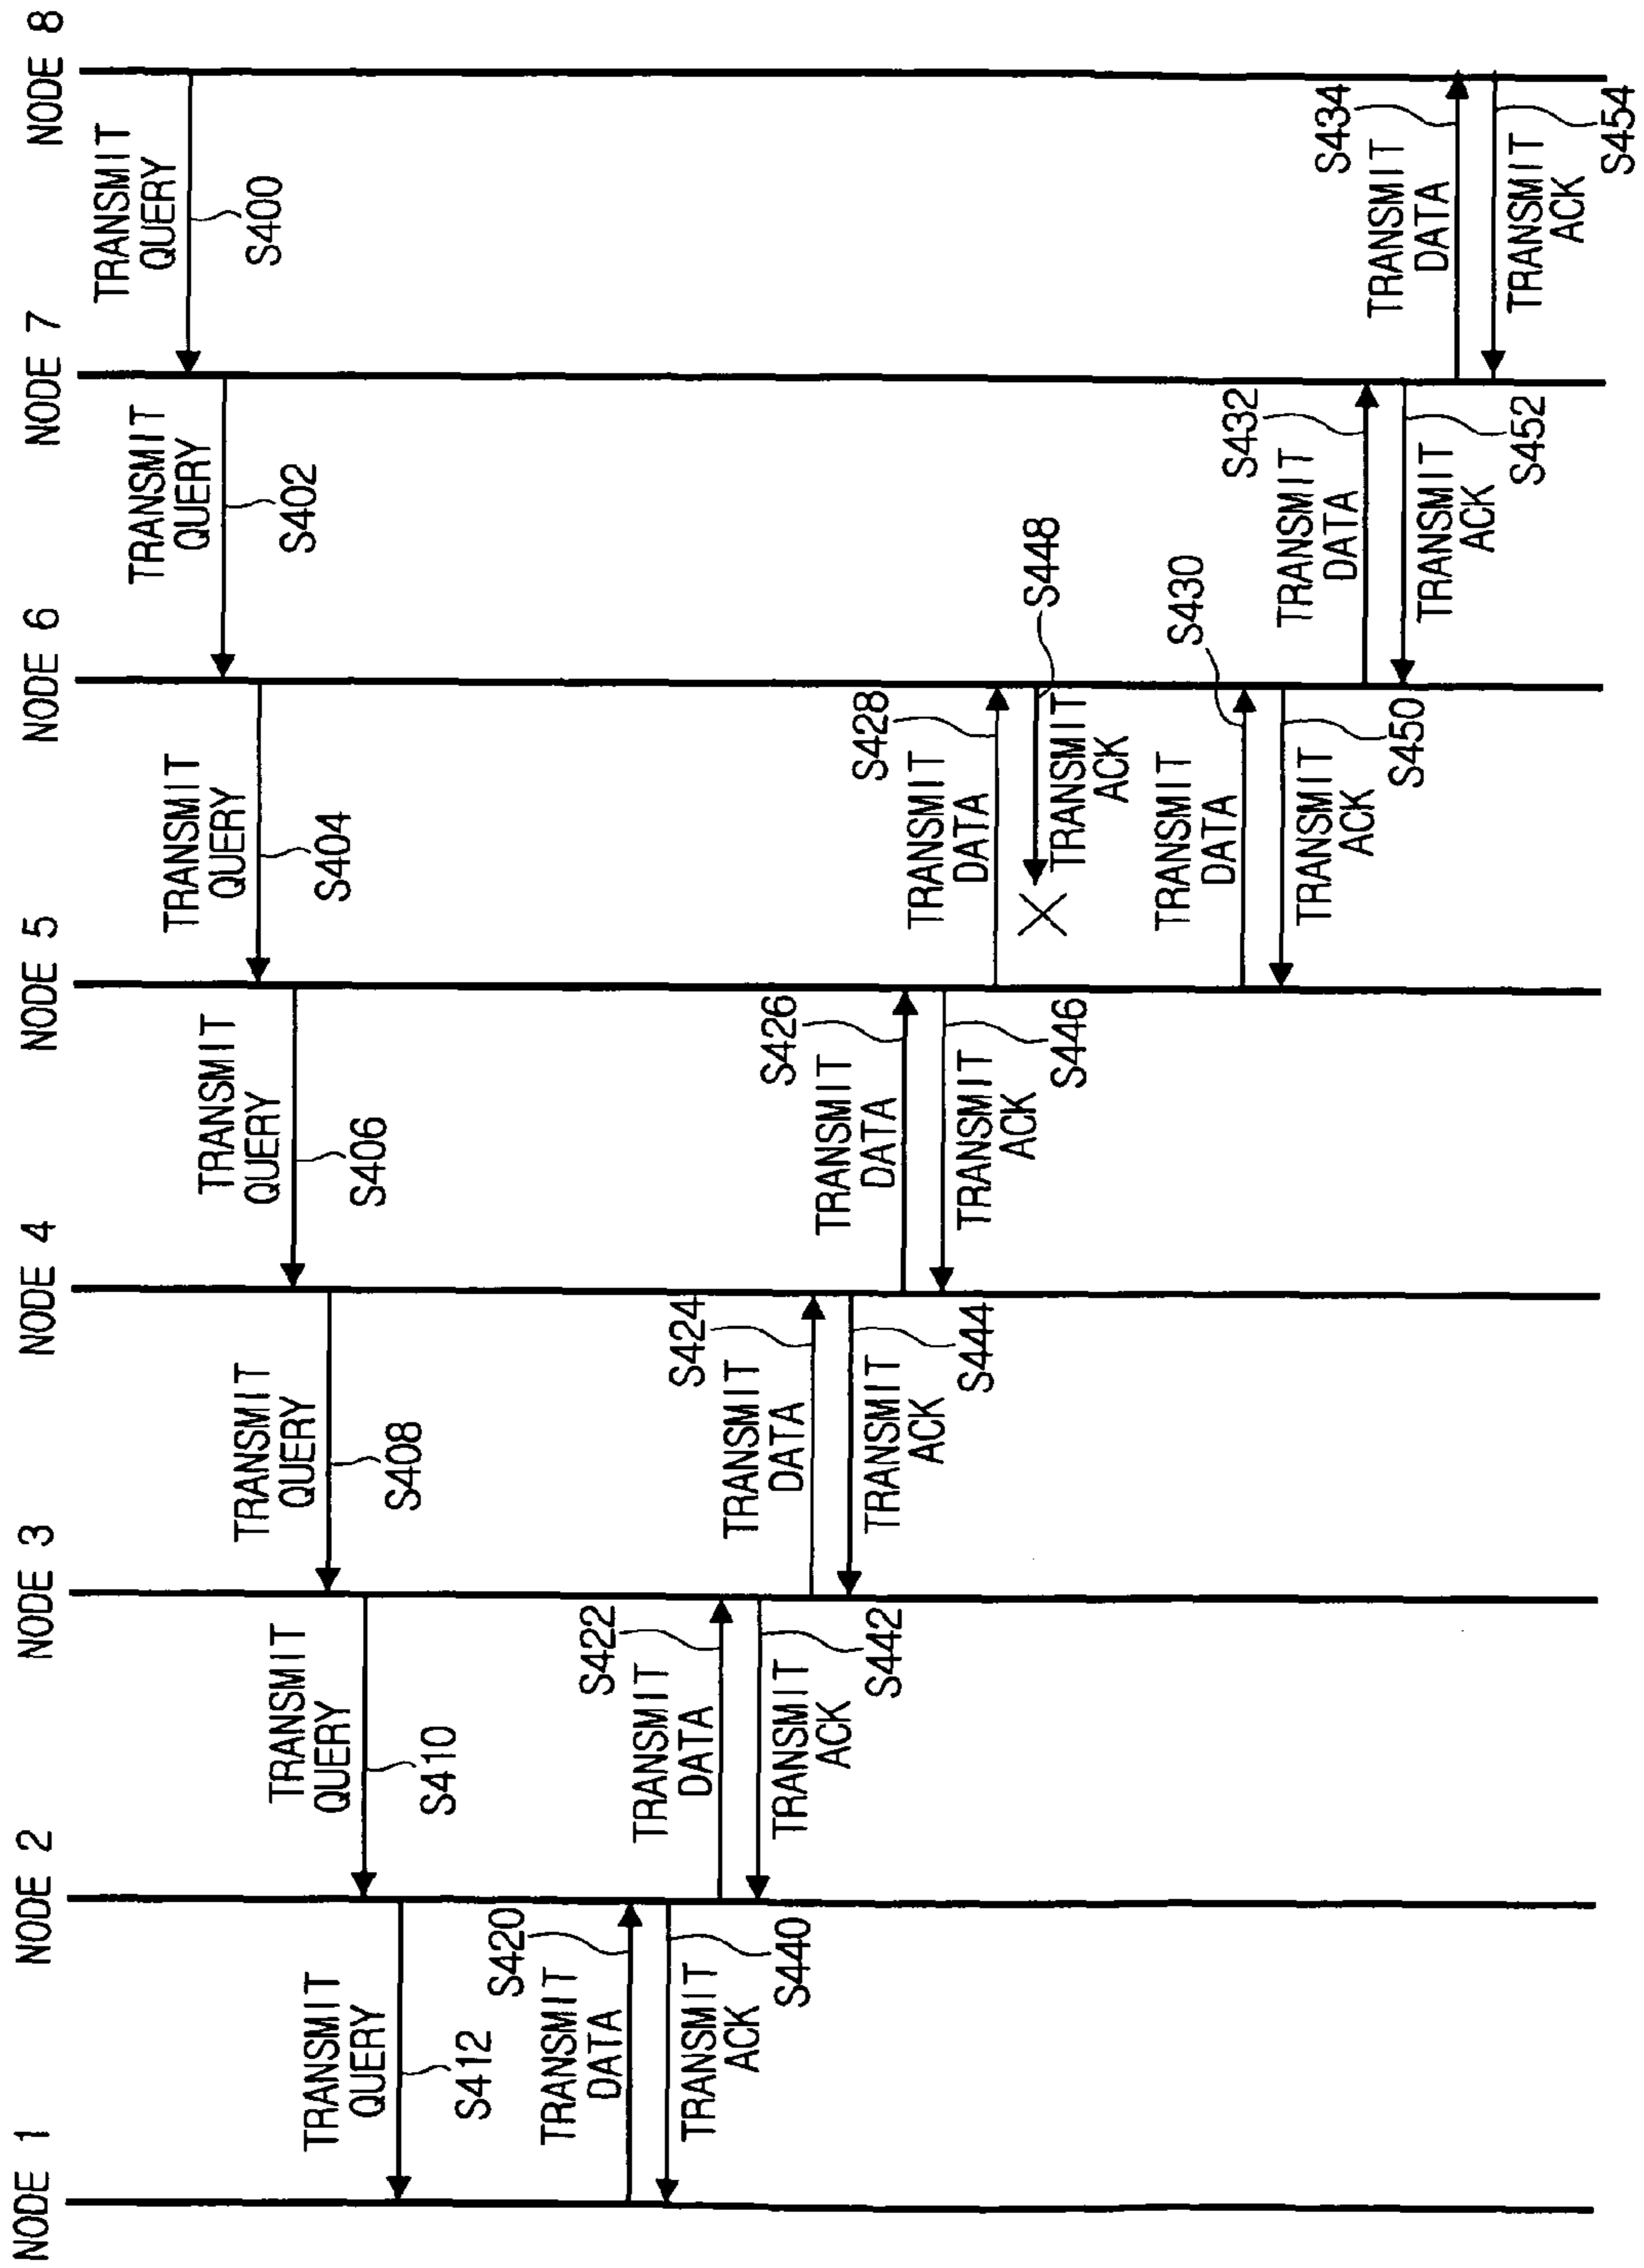 NODE 1
NODE 2
NODE 3
NODE 4
NODE 5
NODE 6
NODE 7
NODE 8
TRANSMIT
QUERY
S400
TRANSMIT
QUERY
S402
TRANSMIT
QUERY
S404
TRANSMIT
QUERY
S406
TRANSMIT
QUERY
S408
TRANSMIT
QUERY
S410
TRANSMIT
QUERY
S412
S420
TRANSMIT
DATA
TRANSMIT
ACK
S440
S422
TRANSMIT
DATA
TRANSMIT
ACK
S442
S424
TRANSMIT
DATA
TRANSMIT
ACK
S444
S426
TRANSMIT
DATA
TRANSMIT
ACK
S446
S428
TRANSMIT
DATA
S448
TRANSMIT
ACK
S430
TRANSMIT
DATA
TRANSMIT
ACK
S450
S432
TRANSMIT
DATA
TRANSMIT
ACK
S452
S434
TRANSMIT
DATA
TRANSMIT
ACK
S454